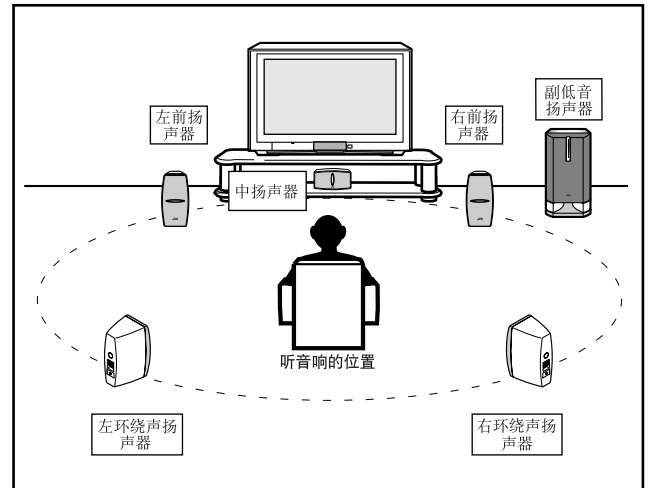 副低音
扬声器
左前扬
声器
右前扬
声器
中扬声器
听音响的位置
左环绕声扬
声器
右环绕声扬
声器